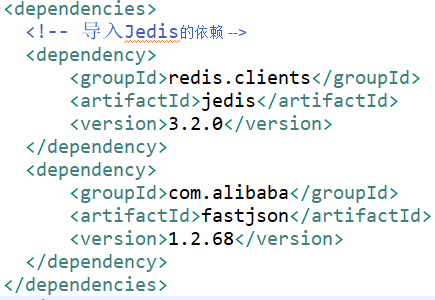 <dependencies>
<!-- 导入Jedis的依赖 -->
<dependency>
<groupId>redis.clients</groupId>
<artifactId>jedis</artifactId>
<version>3.2.0</version>
</dependency>
<dependency>
<groupId>com.alibaba</groupId>
<artifactId>fastjson</artifactId>
<version>1.2.68</version>
</dependency>
</dependencies>